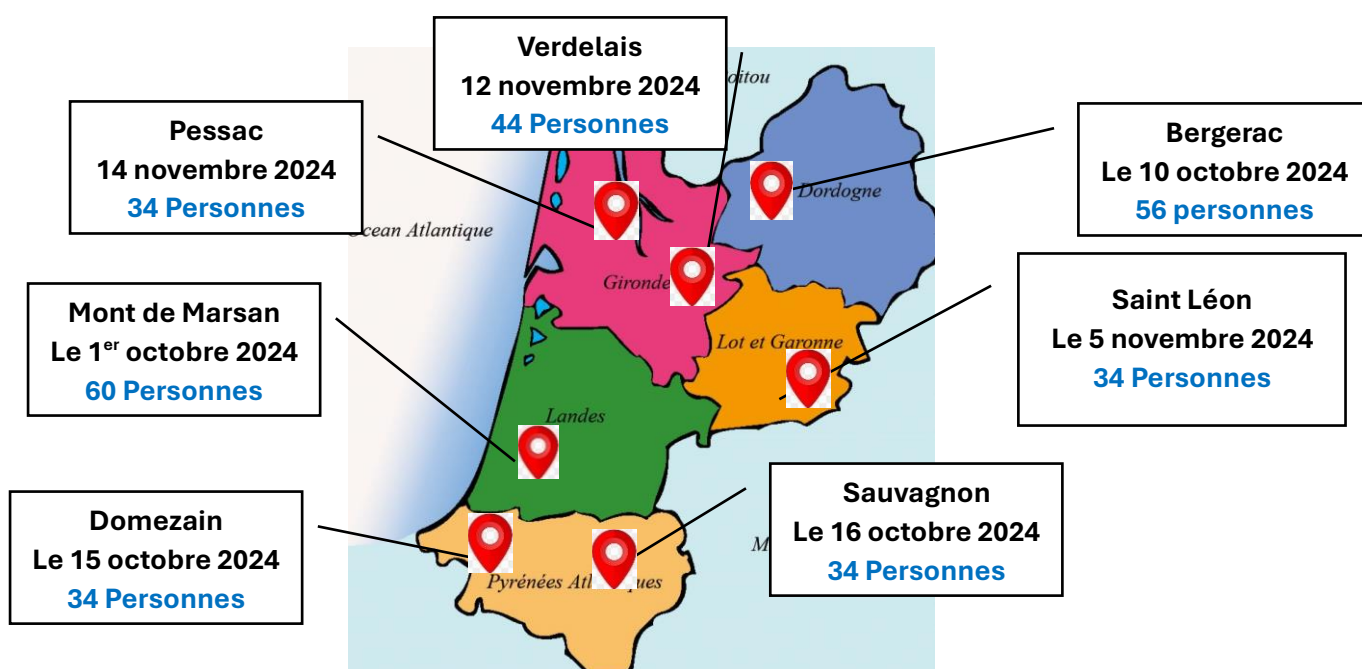 Verdelais
12 novembre 2024
44 Personnes
Pessac
14 novembre 2024
34 Personnes
Bergerac
Le 10 octobre 2024
56 personnes
Mont de Marsan
Le 1er octobre 2024
60 Personnes
Saint Léon
Le 5 novembre 2024
34 Personnes
Domezain
Le 15 octobre 2024
34 Personnes
Sauvagnon
Le 16 octobre 2024
34 Personnes
oitou
Dordogne
Ocean Atlantique
Gironde
Lot et Garonne
Landes
M
Pyrénées Atl ques